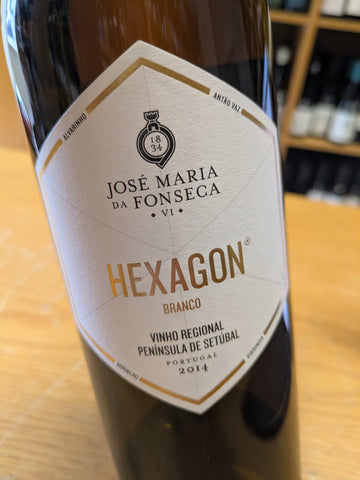 ALVARINHO
ANTÃO VAZ
18
34
JOSÉ MARIA
DA FONSECA
• VI •
HEXAGON®
BRANCO
VINHO REGIONAL
PENÍNSULA DE SETÚBAL
PORTUGAL
2014
VERDELHO